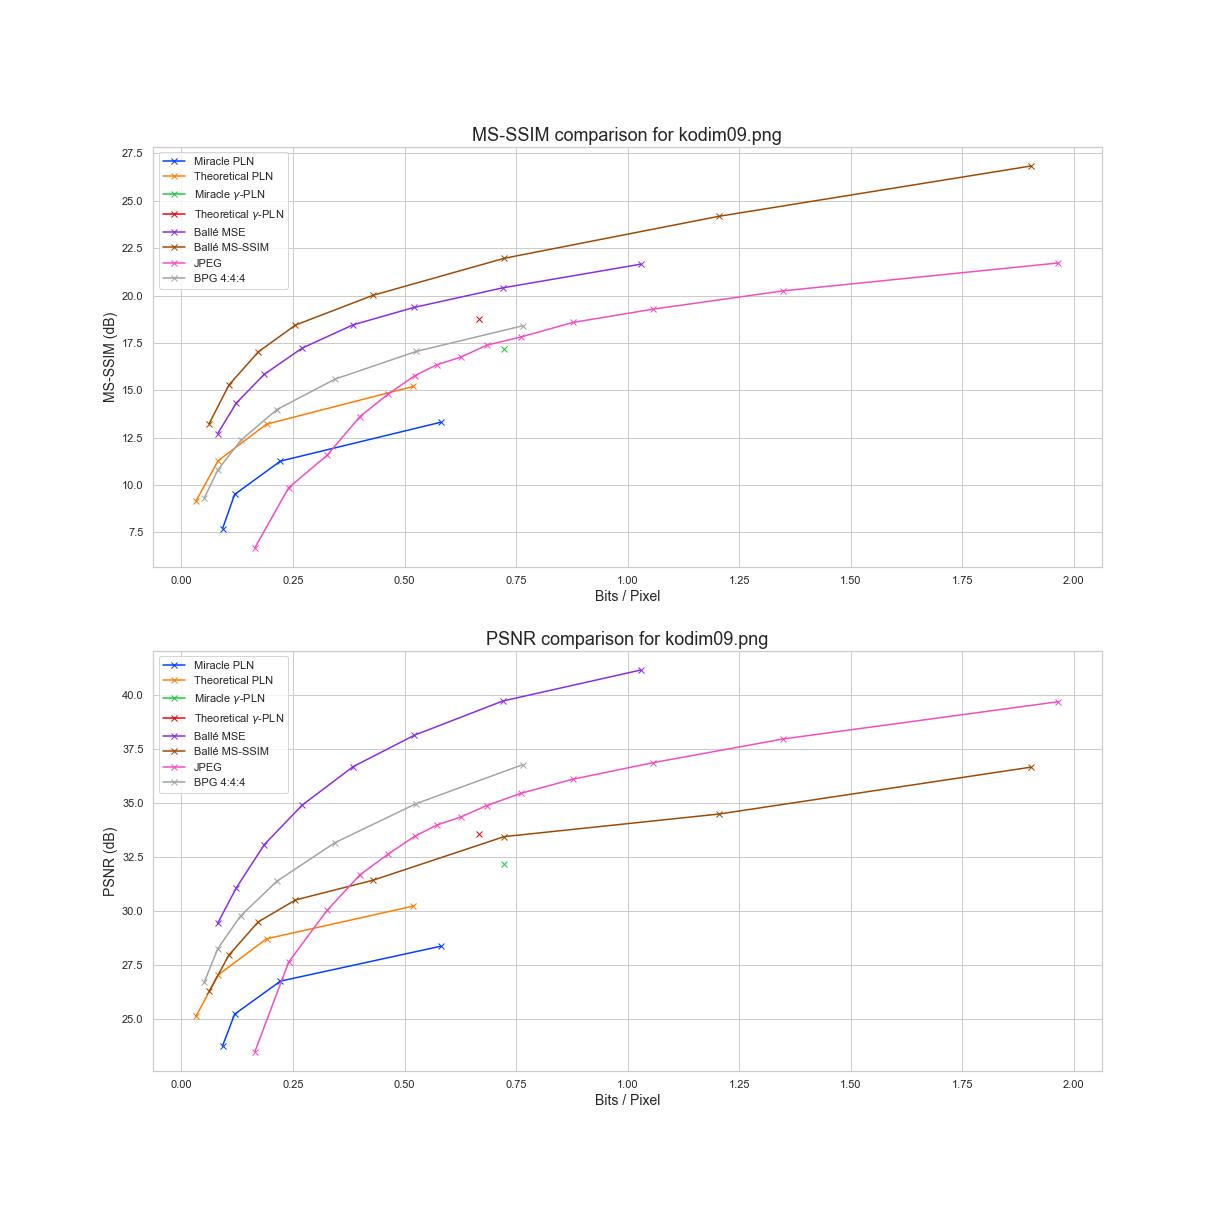 MS-SSIM comparison for kodim09.png
27.5
25.0
22.5
20.0
17.5
15.0
12.5
10.0
7.5
MS-SSIM (dB)
Miracle PLN
Theoretical PLN
Miracle γ-PLN
Theoretical γ-PLN
Ballé MSE
Ballé MS-SSIM
JPEG
BPG 4:4:4
0.00 0.25 0.50 0.75 1.00 1.25 1.50 1.75 2.00
Bits / Pixel
PSNR comparison for kodim09.png
40.0
37.5
35.0
32.5
30.0
27.5
25.0
PSNR (dB)
Miracle PLN
Theoretical PLN
Miracle γ-PLN
Theoretical γ-PLN
Ballé MSE
Ballé MS-SSIM
JPEG
BPG 4:4:4
0.00 0.25 0.50 0.75 1.00 1.25 1.50 1.75 2.00
Bits / Pixel